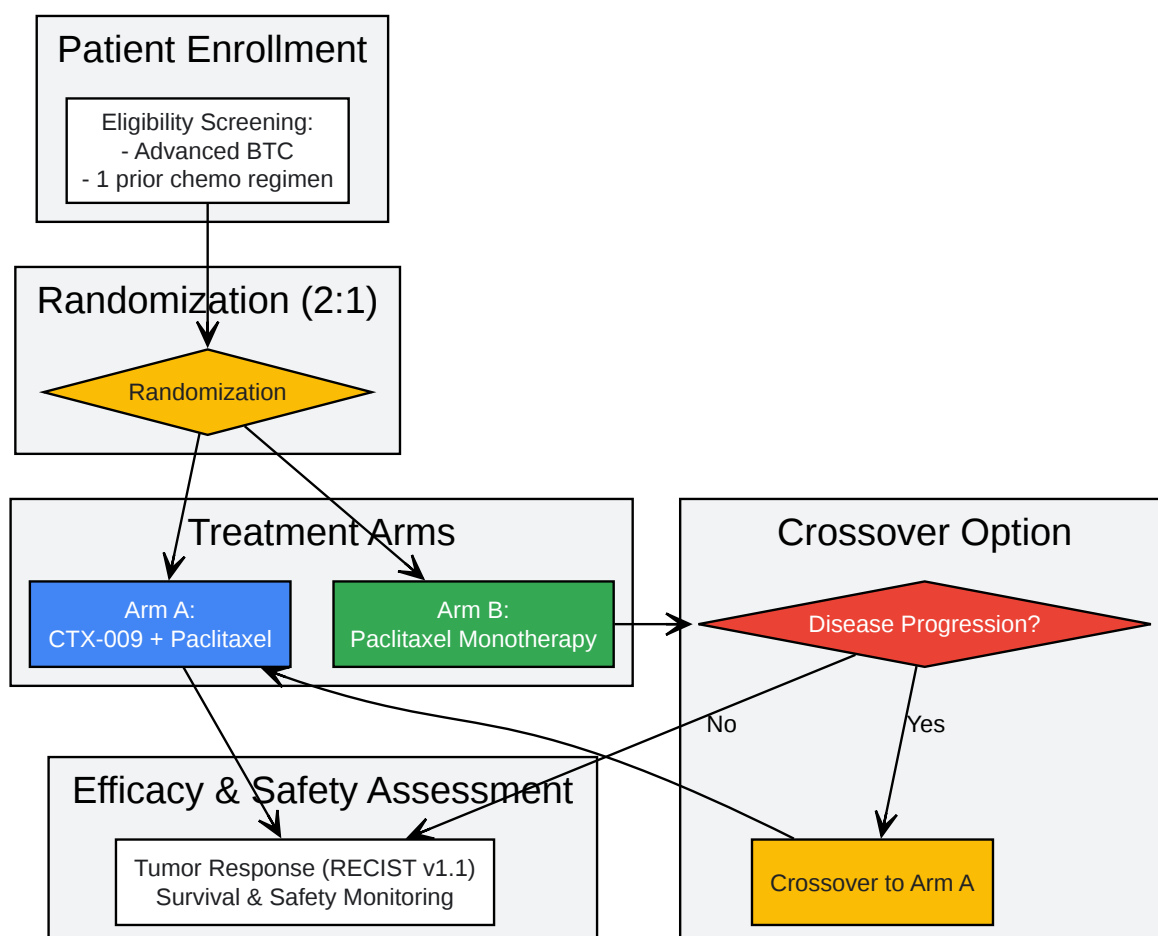 Patient Enrollment
Eligibility Screening:
- Advanced BTC
- 1 prior chemo regimen
Randomization (2:1)
Randomization
Treatment Arms
Arm A:
CTX-009 + Paclitaxel
Arm B:
Paclitaxel Monotherapy
Crossover Option
Disease Progression?
No
Yes
Efficacy & Safety Assessment
Tumor Response (RECIST v1.1)
Survival & Safety Monitoring
Crossover to Arm A